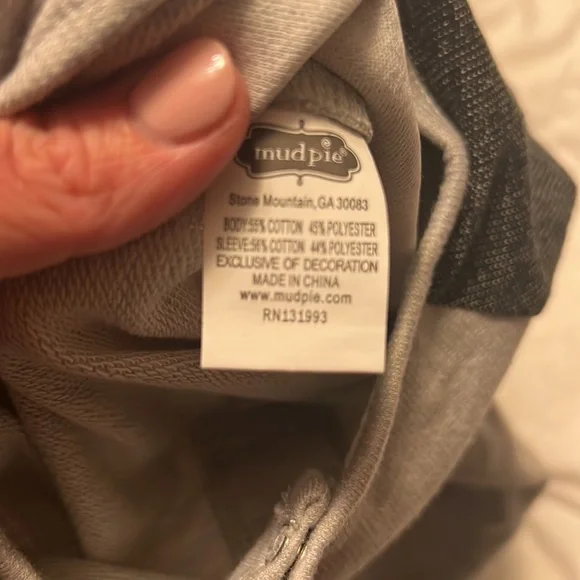 mudpie®
Stone Mountain, GA 30083
BODY:55% COTTON 45% POLYESTER
SLEEVE:56% COTTON 44% POLYESTER
EXCLUSIVE OF DECORATION
MADE IN CHINA
www.mudpie.com
RN131993